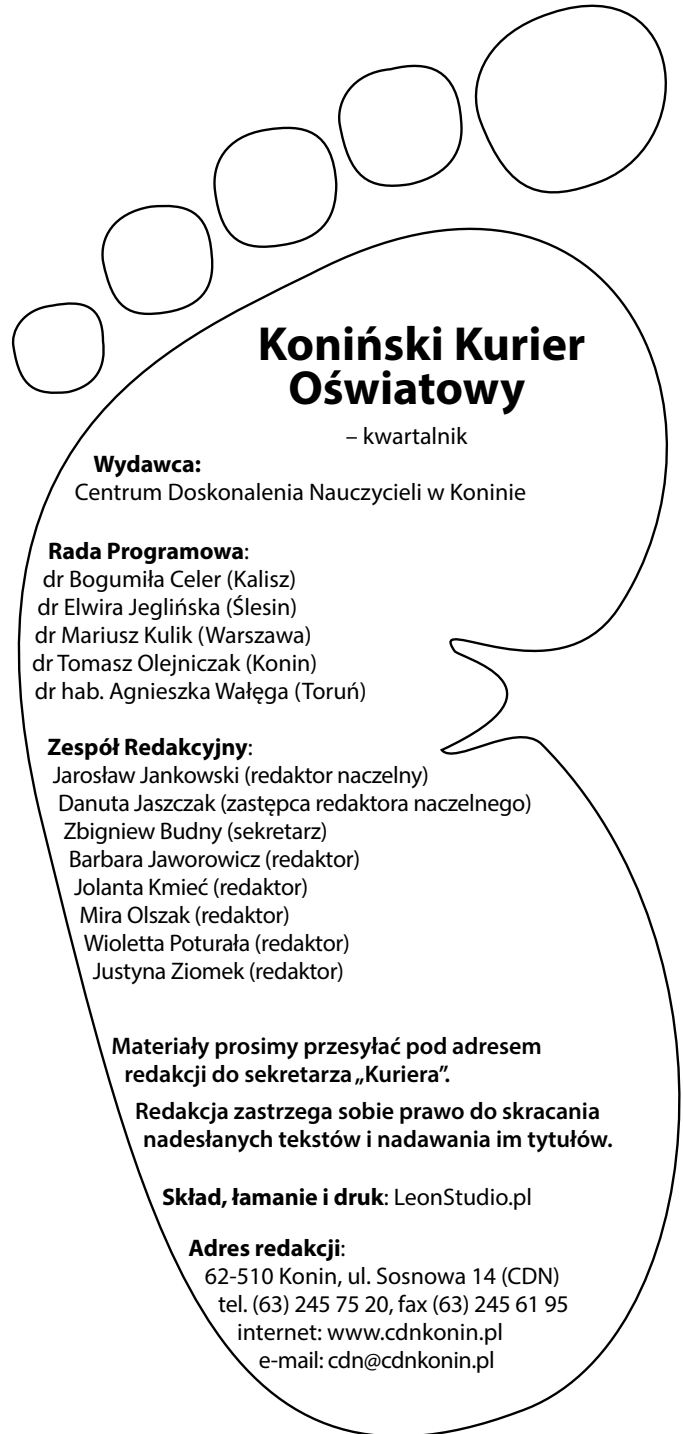 Koniński Kurier
Oświatowy
– kwartalnik
Wydawca:
Centrum Doskonalenia Nauczycieli w Koninie
Rada Programowa:
dr Bogumiła Celer (Kalisz)
dr Elwira Jeglińska (Ślesin)
dr Mariusz Kulik (Warszawa)
dr Tomasz Olejniczak (Konin)
dr hab. Agnieszka Wałęga (Toruń)
Zespół Redakcyjny:
Jarosław Jankowski (redaktor naczelny)
Danuta Jaszczak (zastępca redaktora naczelnego)
Zbigniew Budny (sekretarz)
Barbara Jaworowicz (redaktor)
Jolanta Kmieć (redaktor)
Mira Olszak (redaktor)
Wioletta Poturała (redaktor)
Justyna Ziomek (redaktor)
Materiały prosimy przesyłać pod adresem
redakcji do sekretarza „Kuriera”.
Redakcja zastrzega sobie prawo do skracania
nadesłanych tekstów i nadawania im tytułów.
Skład, łamanie i druk: LeonStudio.pl
Adres redakcji:
62-510 Konin, ul. Sosnowa 14 (CDN)
tel. (63) 245 75 20, fax (63) 245 61 95
internet: www.cdnkonin.pl
e-mail: cdn@cdnkonin.pl